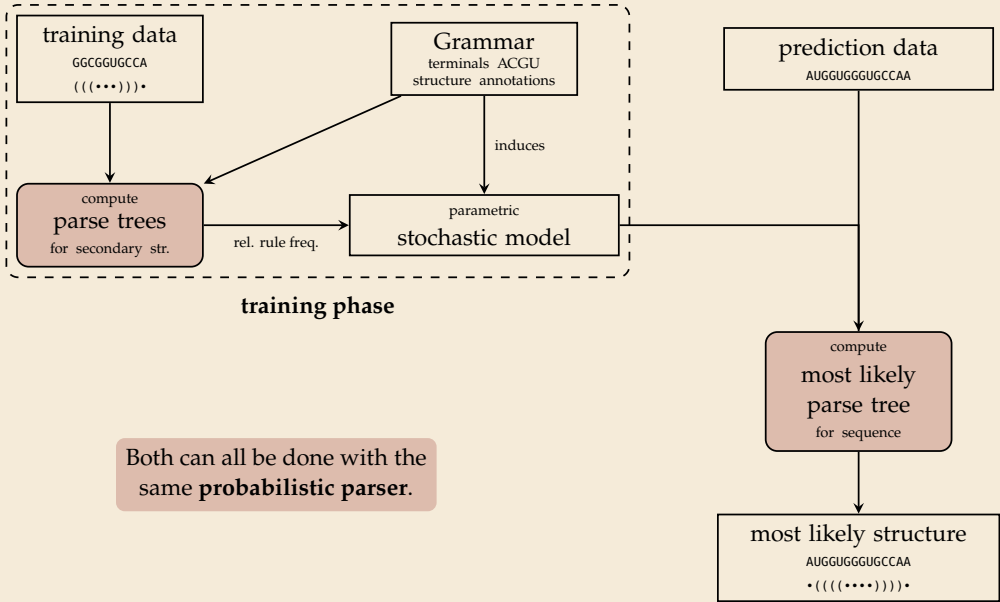 training data
GGCGGUGCCA
(((•••)))•
Grammar
terminals ACGU
structure annotations
prediction data
AUGGUGGGUGCCAA
induces
compute
parse trees
for secondary str.
rel. rule freq.
parametric
stochastic model
training phase
compute
most likely
parse tree
for sequence
Both can all be done with the
same probabilistic parser.
most likely structure
AUGGUGGGUGCCAA
•((((••••))))•